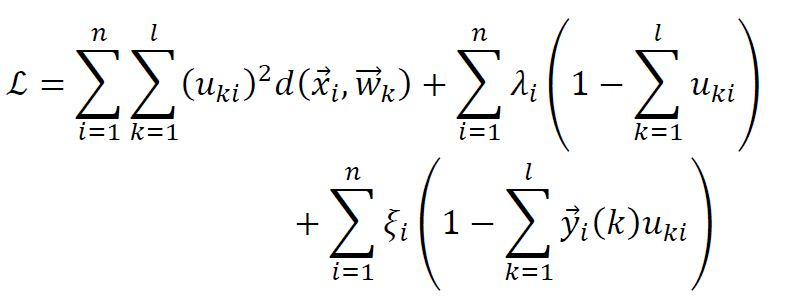 ℒ = ∑_{i=1}^{n} ∑_{k=1}^{l} (u_{ki})^2 d(x⃗_i, w⃗_k) + ∑_{i=1}^{n} λ_i (1 − ∑_{k=1}^{l} u_{ki})
+ ∑_{i=1}^{n} ξ_i (1 − ∑_{k=1}^{l} y⃗_i(k)u_{ki})